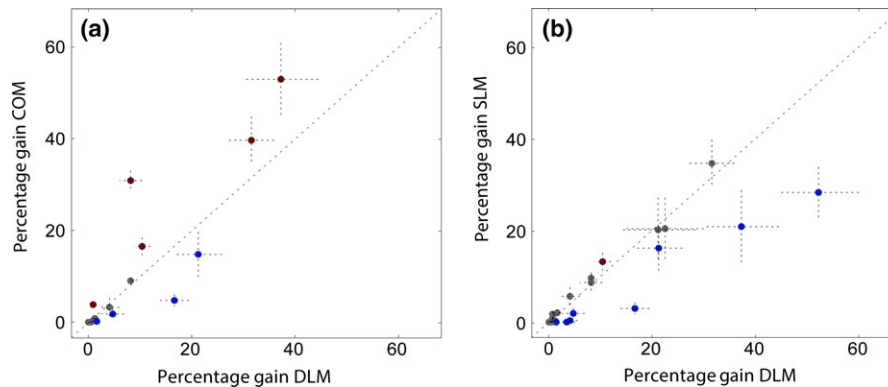 (a)
Percentage gain COM
60
40
20
0
0 20 40 60
Percentage gain DLM
(b)
Percentage gain SLM
60
40
20
0
0 20 40 60
Percentage gain DLM